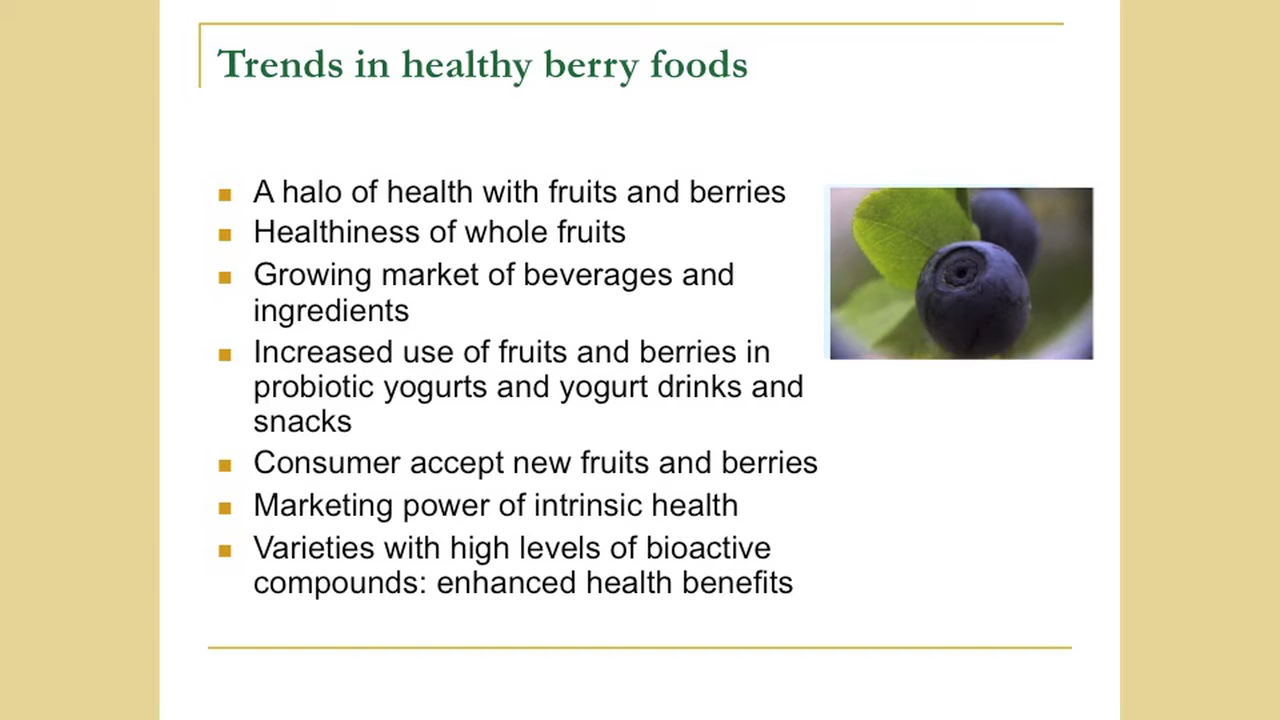 Trends in healthy berry foods
A halo of health with fruits and berries
Healthiness of whole fruits
Growing market of beverages and
ingredients
Increased use of fruits and berries in
probiotic yogurts and yogurt drinks and
snacks
Consumer accept new fruits and berries
Marketing power of intrinsic health
Varieties with high levels of bioactive
compounds: enhanced health benefits